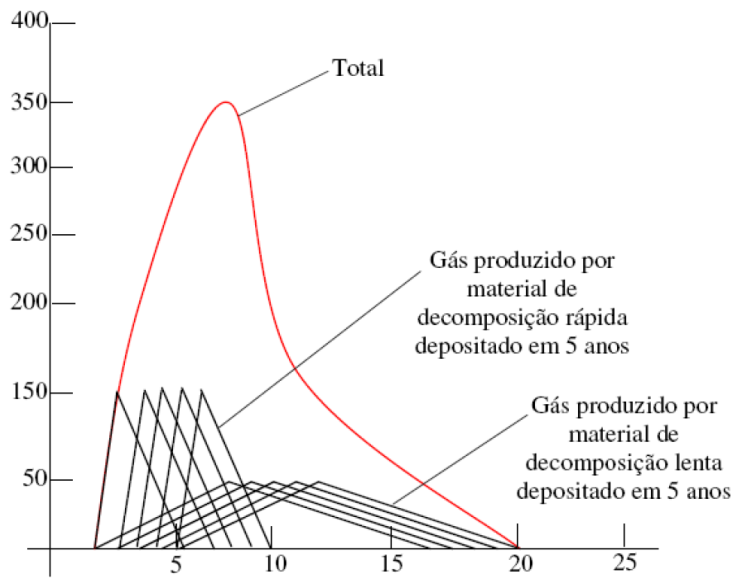 400
350
300
250
200
150
50
Total
Gás produzido por
material de
decomposição rápida
depositado em 5 anos
Gás produzido por
material de
decomposição lenta
depositado em 5 anos
5
10
15
20
25